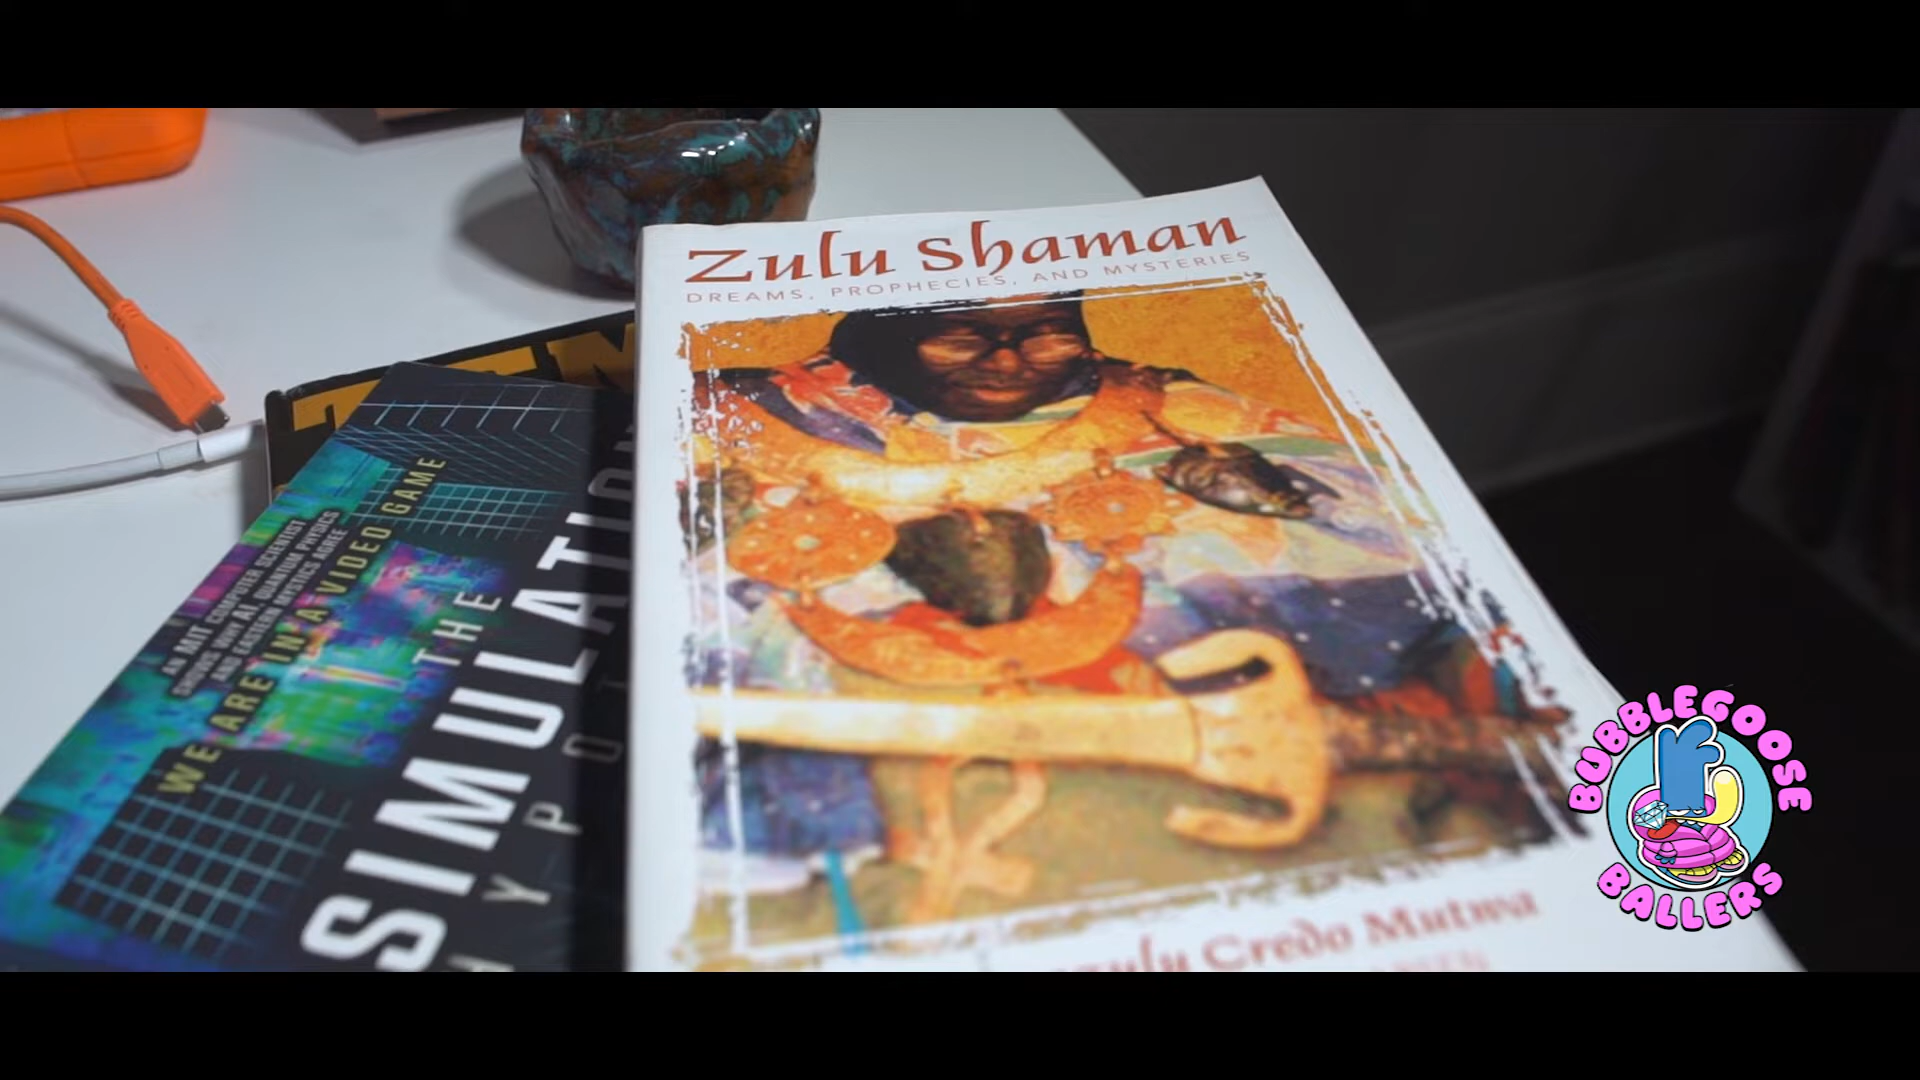 Zulu Shaman
DREAMS, PROPHECIES, AND MYSTERIES
Credo Mutwa
AN MIT COMPUTER SCIENTIST
SHOWS WHY AI, QUANTUM PHYSICS
AND EASTERN MYSTICS AGREE
WE ARE IN A VIDEO GAME
THE
SIMULATION
BUBBLEGOOSE
BALLERS